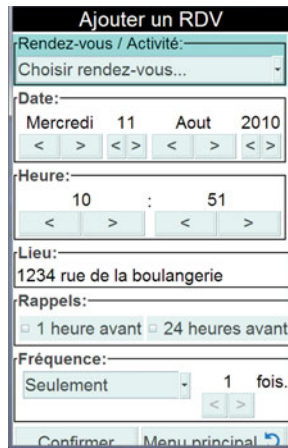 Ajouter un RDV
Rendez-vous / Activité:
Choisir rendez-vous...
Date:
Mercredi 11 Aout 2010
< > < > < > < >
Heure:
10 : 51
< > < >
Lieu:
1234 rue de la boulangerie
Rappels:
1 heure avant 24 heures avant
Fréquence:
Seulement 1 fois.
< >
Confirmer Menu principal